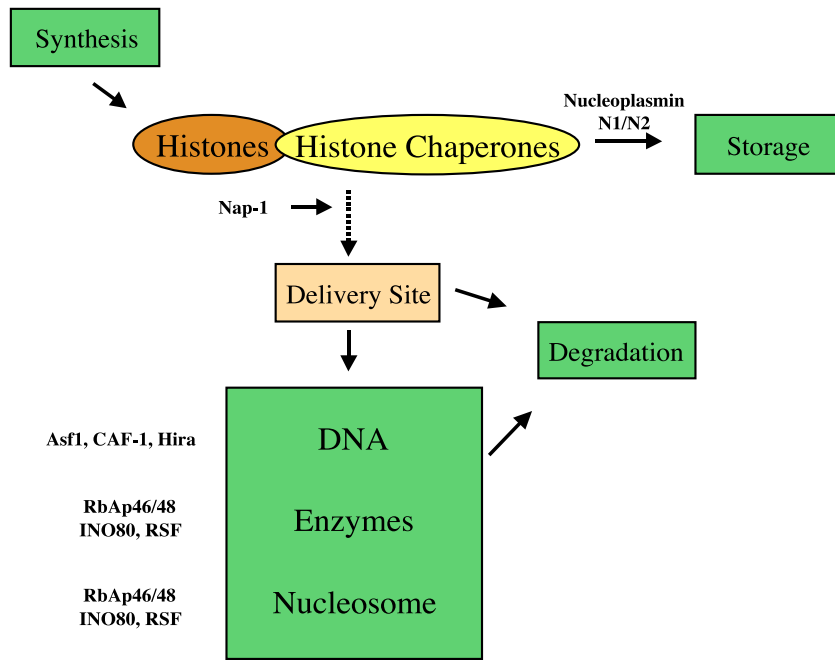 Synthesis
Nucleoplasmin
N1/N2
Histones
Histone Chaperones
Storage
Nap-1
Delivery Site
Degradation
Asf1, CAF-1, Hira
DNA
RbAp46/48
INO80, RSF
Enzymes
RbAp46/48
INO80, RSF
Nucleosome